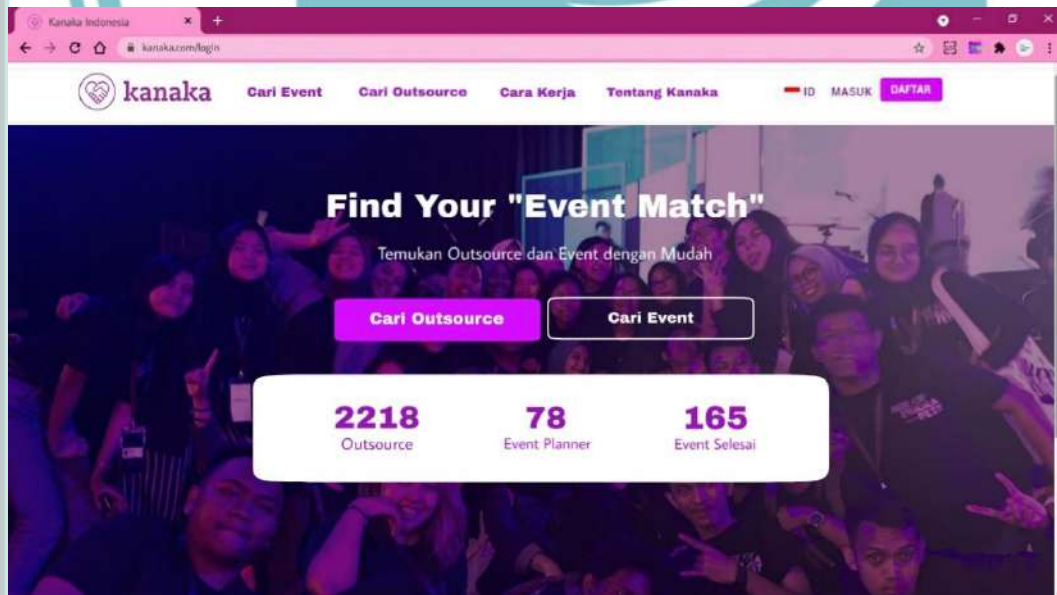 Kanaka Indonesia
kanaka.com/login
kanaka Cari Event Cari Outsource Cara Kerja Tentang Kanaka ID MASUK DAFTAR
Find Your "Event Match"
Temukan Outsource dan Event dengan Mudah
Cari Outsource Cari Event
2218 78 165
Outsource Event Planner Event Selesai